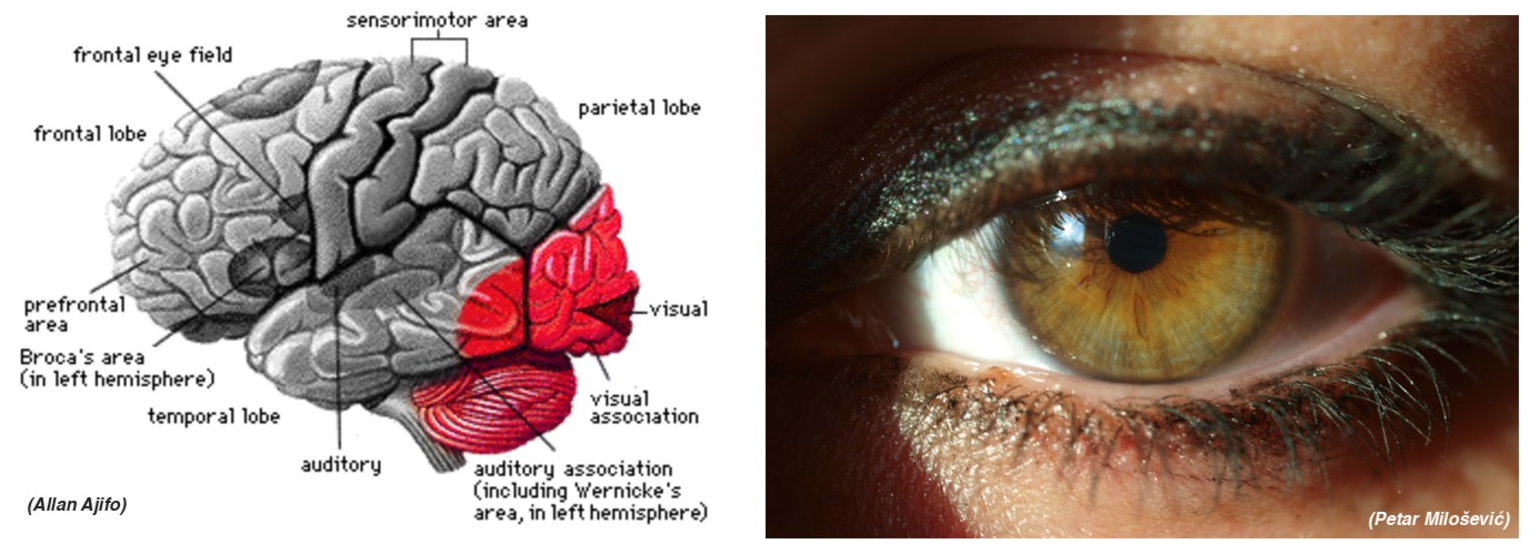 sensorimotor area
frontal eye field
parietal lobe
frontal lobe
prefrontal
area
visual
Broca's area
(in left hemisphere)
visual
association
temporal lobe
auditory
auditory association
(including Wernicke's
area, in left hemisphere)
(Allan Ajifo)
(Petar Milošević)